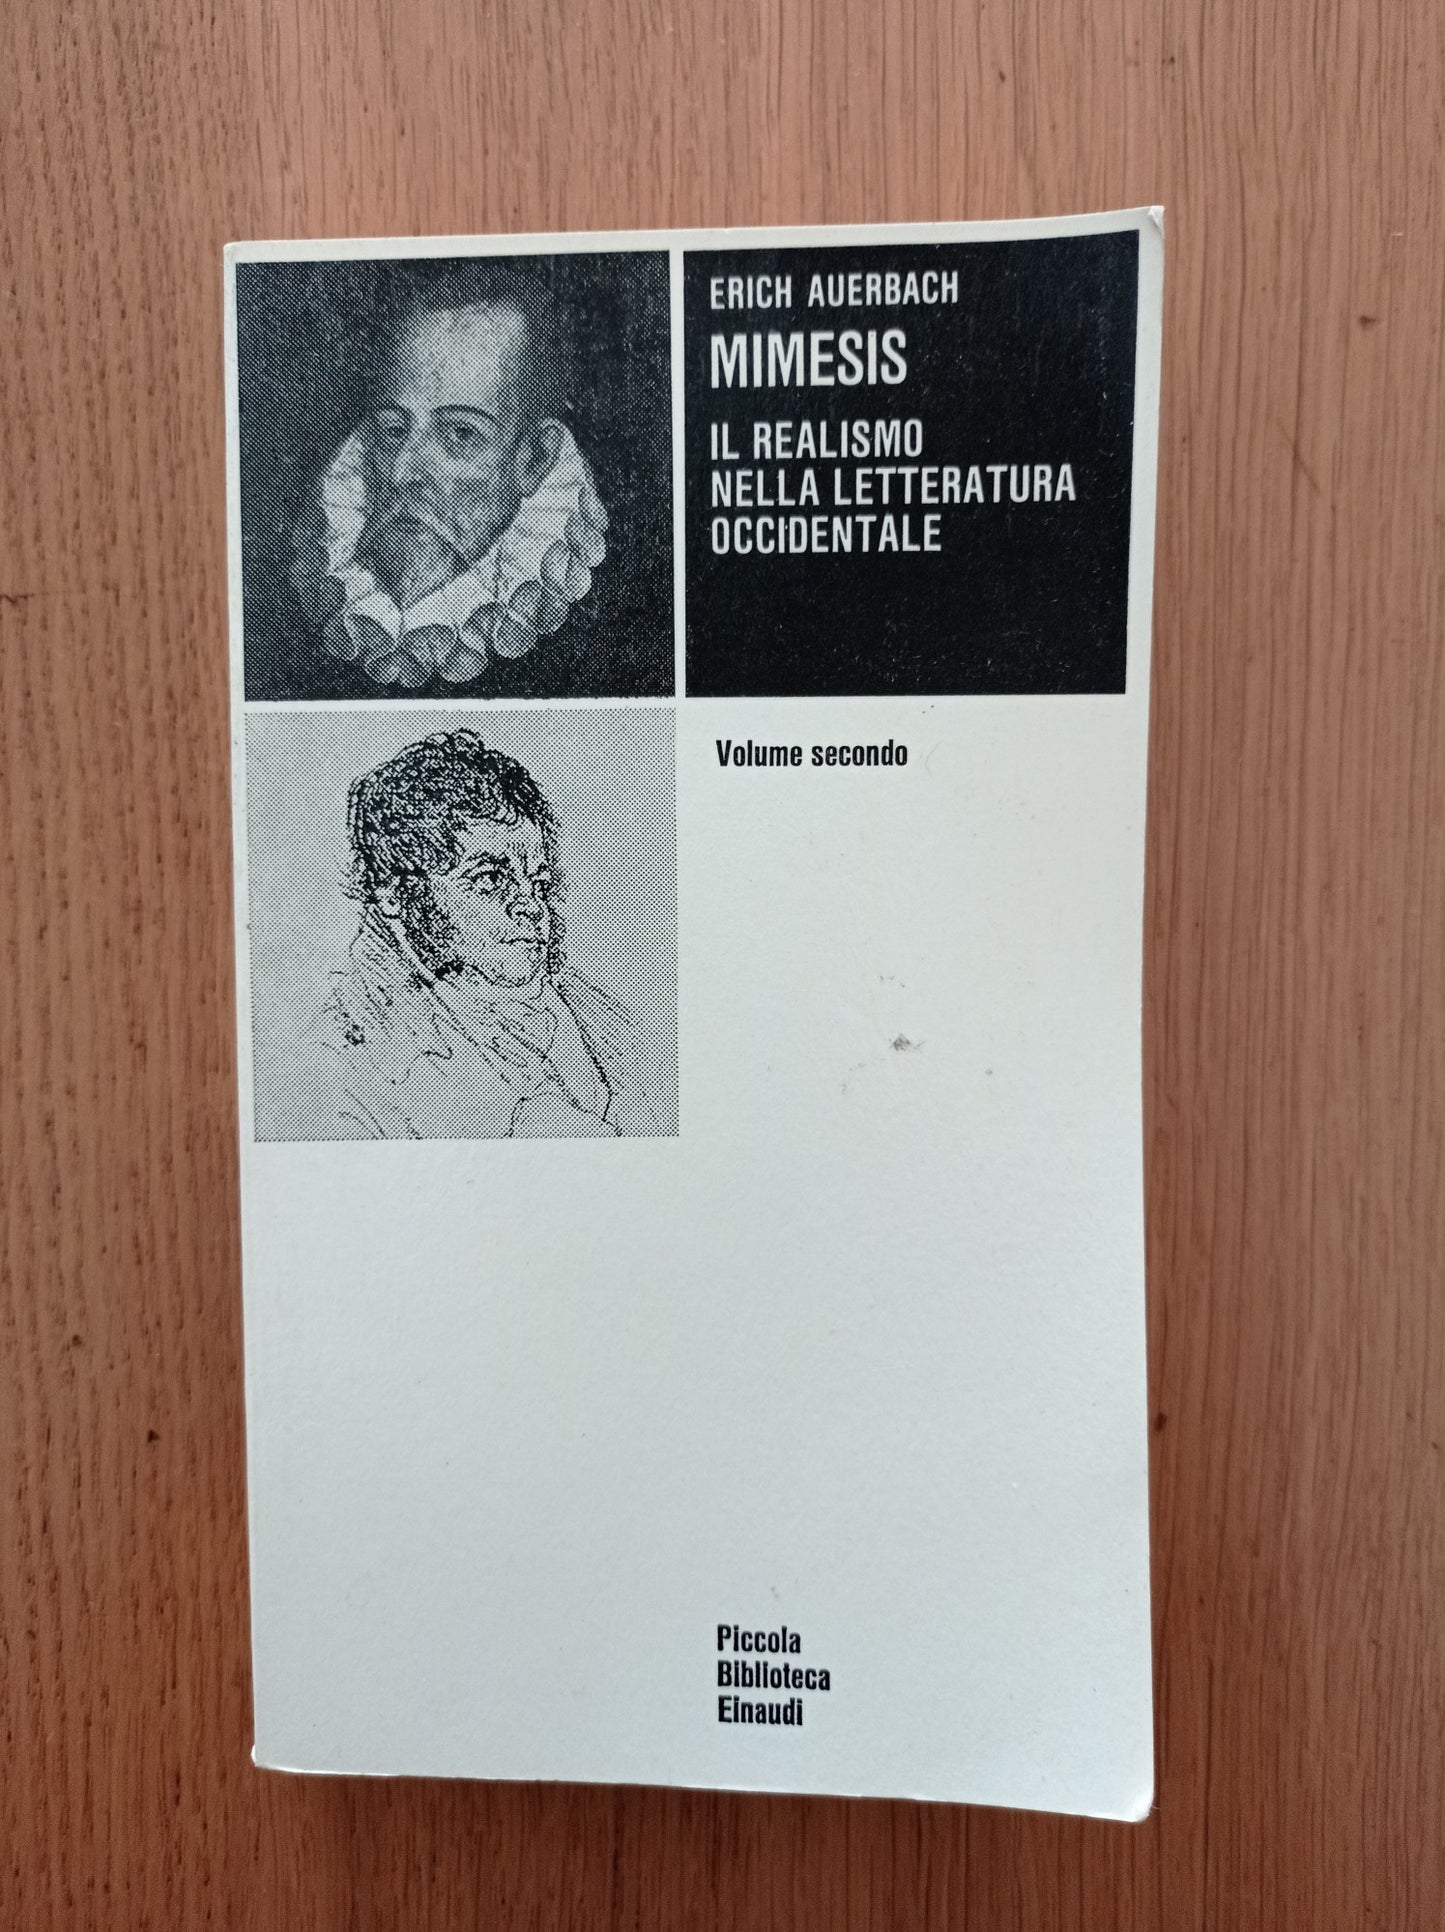 ERICH AUERBACH
MIMESIS
IL REALISMO
NELLA LETTERATURA
OCCIDENTALE
Volume secondo
Piccola
Biblioteca
Einaudi